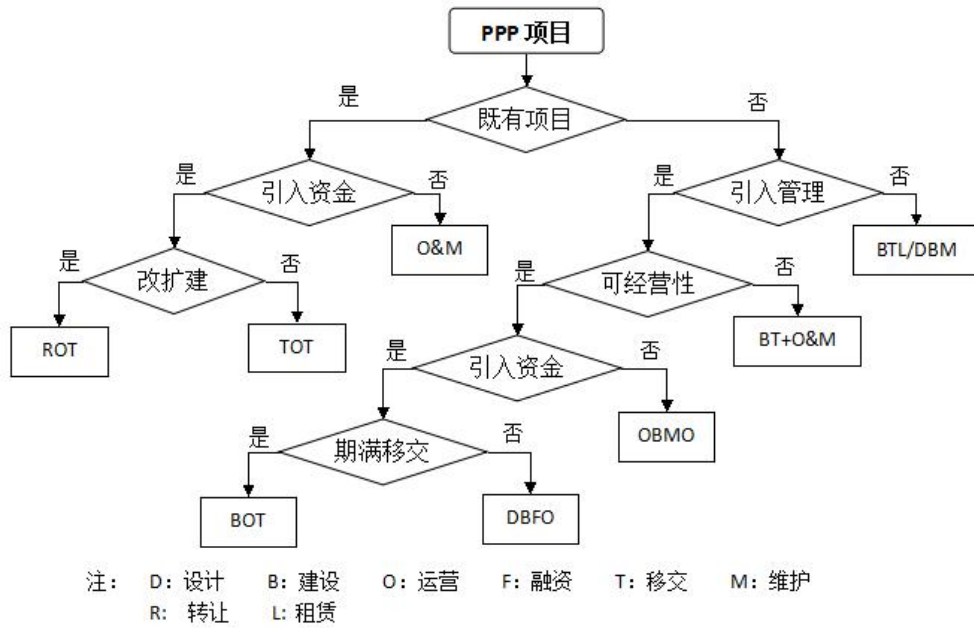 PPP 项目
是
既有项目
否
是
引入资金
否
是
引入管理
否
是
改扩建
否
O&M
是
可经营性
否
BTL/DBM
ROT
TOT
是
引入资金
否
BT+O&M
是
期满移交
否
OBMO
BOT
DBFO
注: D: 设计 B: 建设 O: 运营 F: 融资 T: 移交 M: 维护
R: 转让 L: 租赁